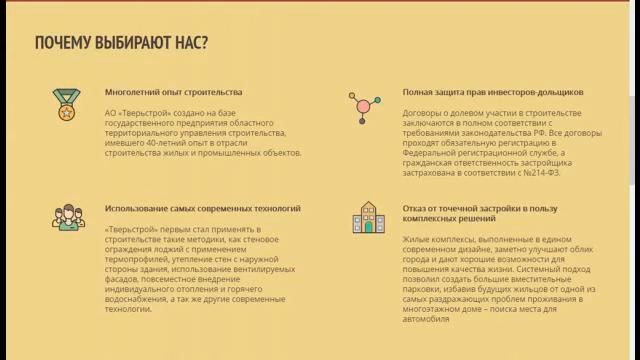 ПОЧЕМУ ВЫБИРАЮТ НАС?
Многолетний опыт строительства
АО «Тверьстрой» создано на базе
государственного предприятия областного
территориального управления строительства,
имевшего 40-летний опыт в отрасли
строительства жилых и промышленных объектов.
Полная защита прав инвесторов-дольщиков
Договоры о долевом участии в строительстве
заключаются в полном соответствии с
требованиями законодательства РФ. Все договоры
проходят обязательную регистрацию в
Федеральной регистрационной службе, а
гражданская ответственность застройщика
застрахована в соответствии с №214-ФЗ.
Использование самых современных технологий
«Тверьстрой» первым стал применять в
строительстве такие методики, как стеновое
ограждения лоджий с применением
термопрофилей, утепление стен с наружной
стороны здания, использование вентилируемых
фасадов, повсеместное внедрение
индивидуального отопления и горячего
водоснабжения, а так же другие современные
технологии.
Отказ от точечной застройки в пользу
комплексных решений
Жилые комплексы, выполненные в едином
современном дизайне, заметно улучшают облик
города и дают хорошие возможности для
повышения качества жизни. Системный подход
позволил создать большие вместительные
парковки, избавив будущих жильцов от одной из
самых раздражающих проблем проживания в
многоэтажном доме – поиска места для
автомобиля